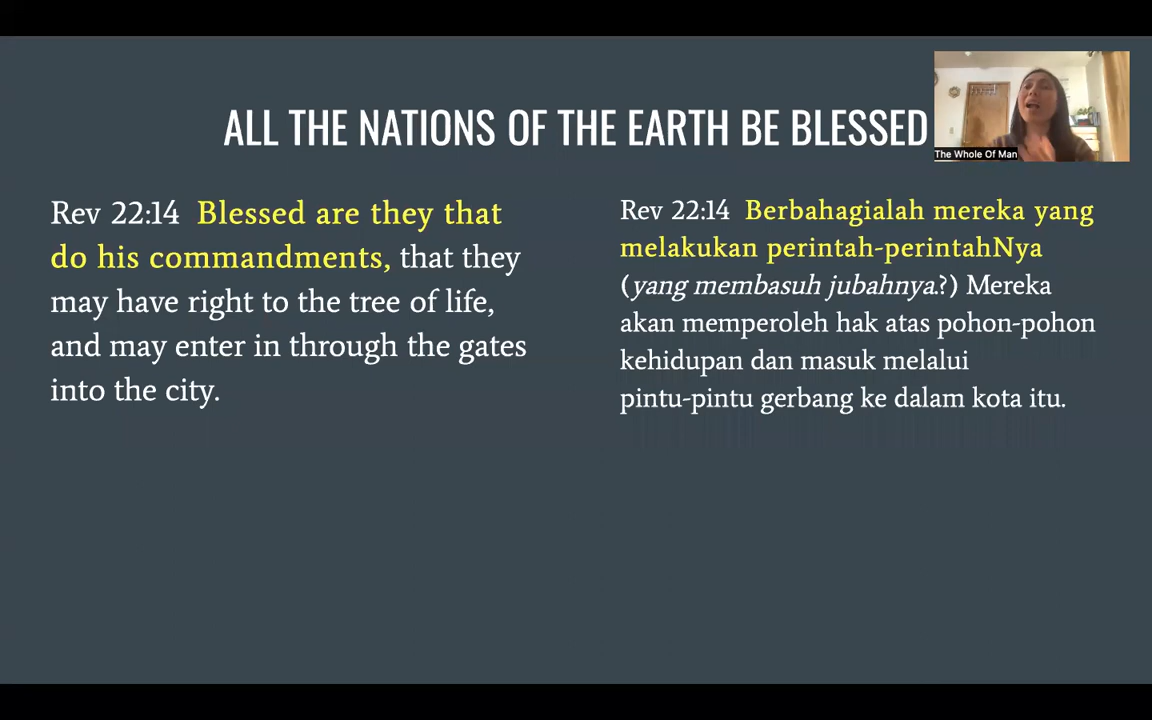 ALL THE NATIONS OF THE EARTH BE BLESSED
The Whole Of Man
Rev 22:14 Blessed are they that
do his commandments, that they
may have right to the tree of life,
and may enter in through the gates
into the city.
Rev 22:14 Berbahagialah mereka yang
melakukan perintah-perintahNya
(yang membasuh jubahnya.?) Mereka
akan memperoleh hak atas pohon-pohon
kehidupan dan masuk melalui
pintu-pintu gerbang ke dalam kota itu.